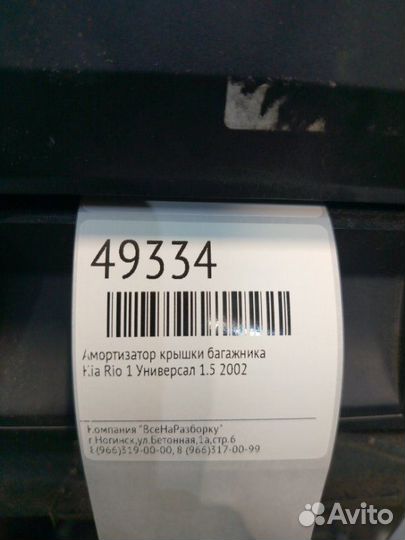 49334
Амортизатор крышки багажника
Kia Rio 1 Универсал 1.5 2002
Компания "ВсеНаРазборку"
г.Ногинск,ул.Бетонная,1а,стр.6
8(966)319-00-00, 8 (966)317-00-99
Avito